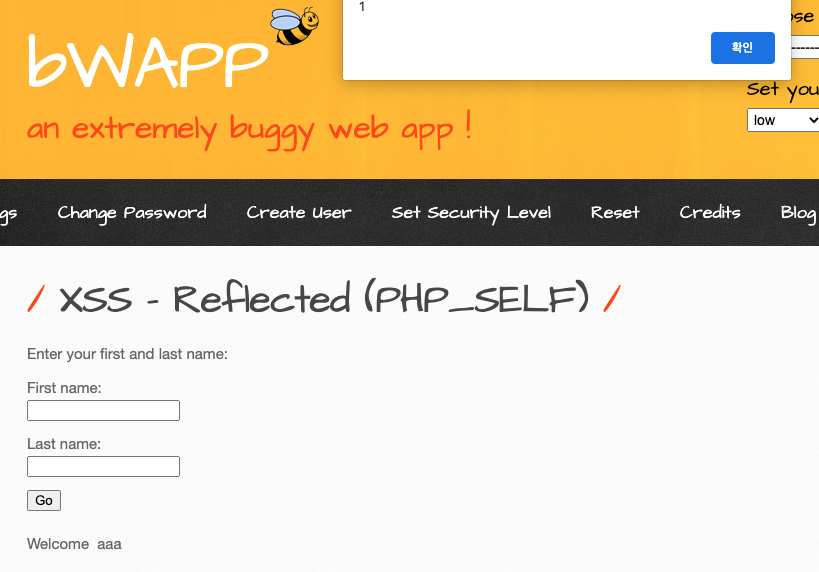 1
확인
bWAPP
an extremely buggy web app !
Set you
low
Change Password Create User Set Security Level Reset Credits Blog
/ XSS - Reflected (PHP_SELF) /
Enter your first and last name:
First name:
Last name:
Go
Welcome aaa